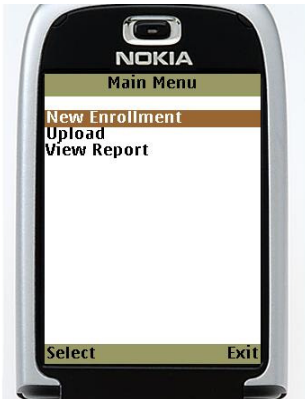 NOKIA
Main Menu
New Enrollment
Upload
View Report
Select Exit